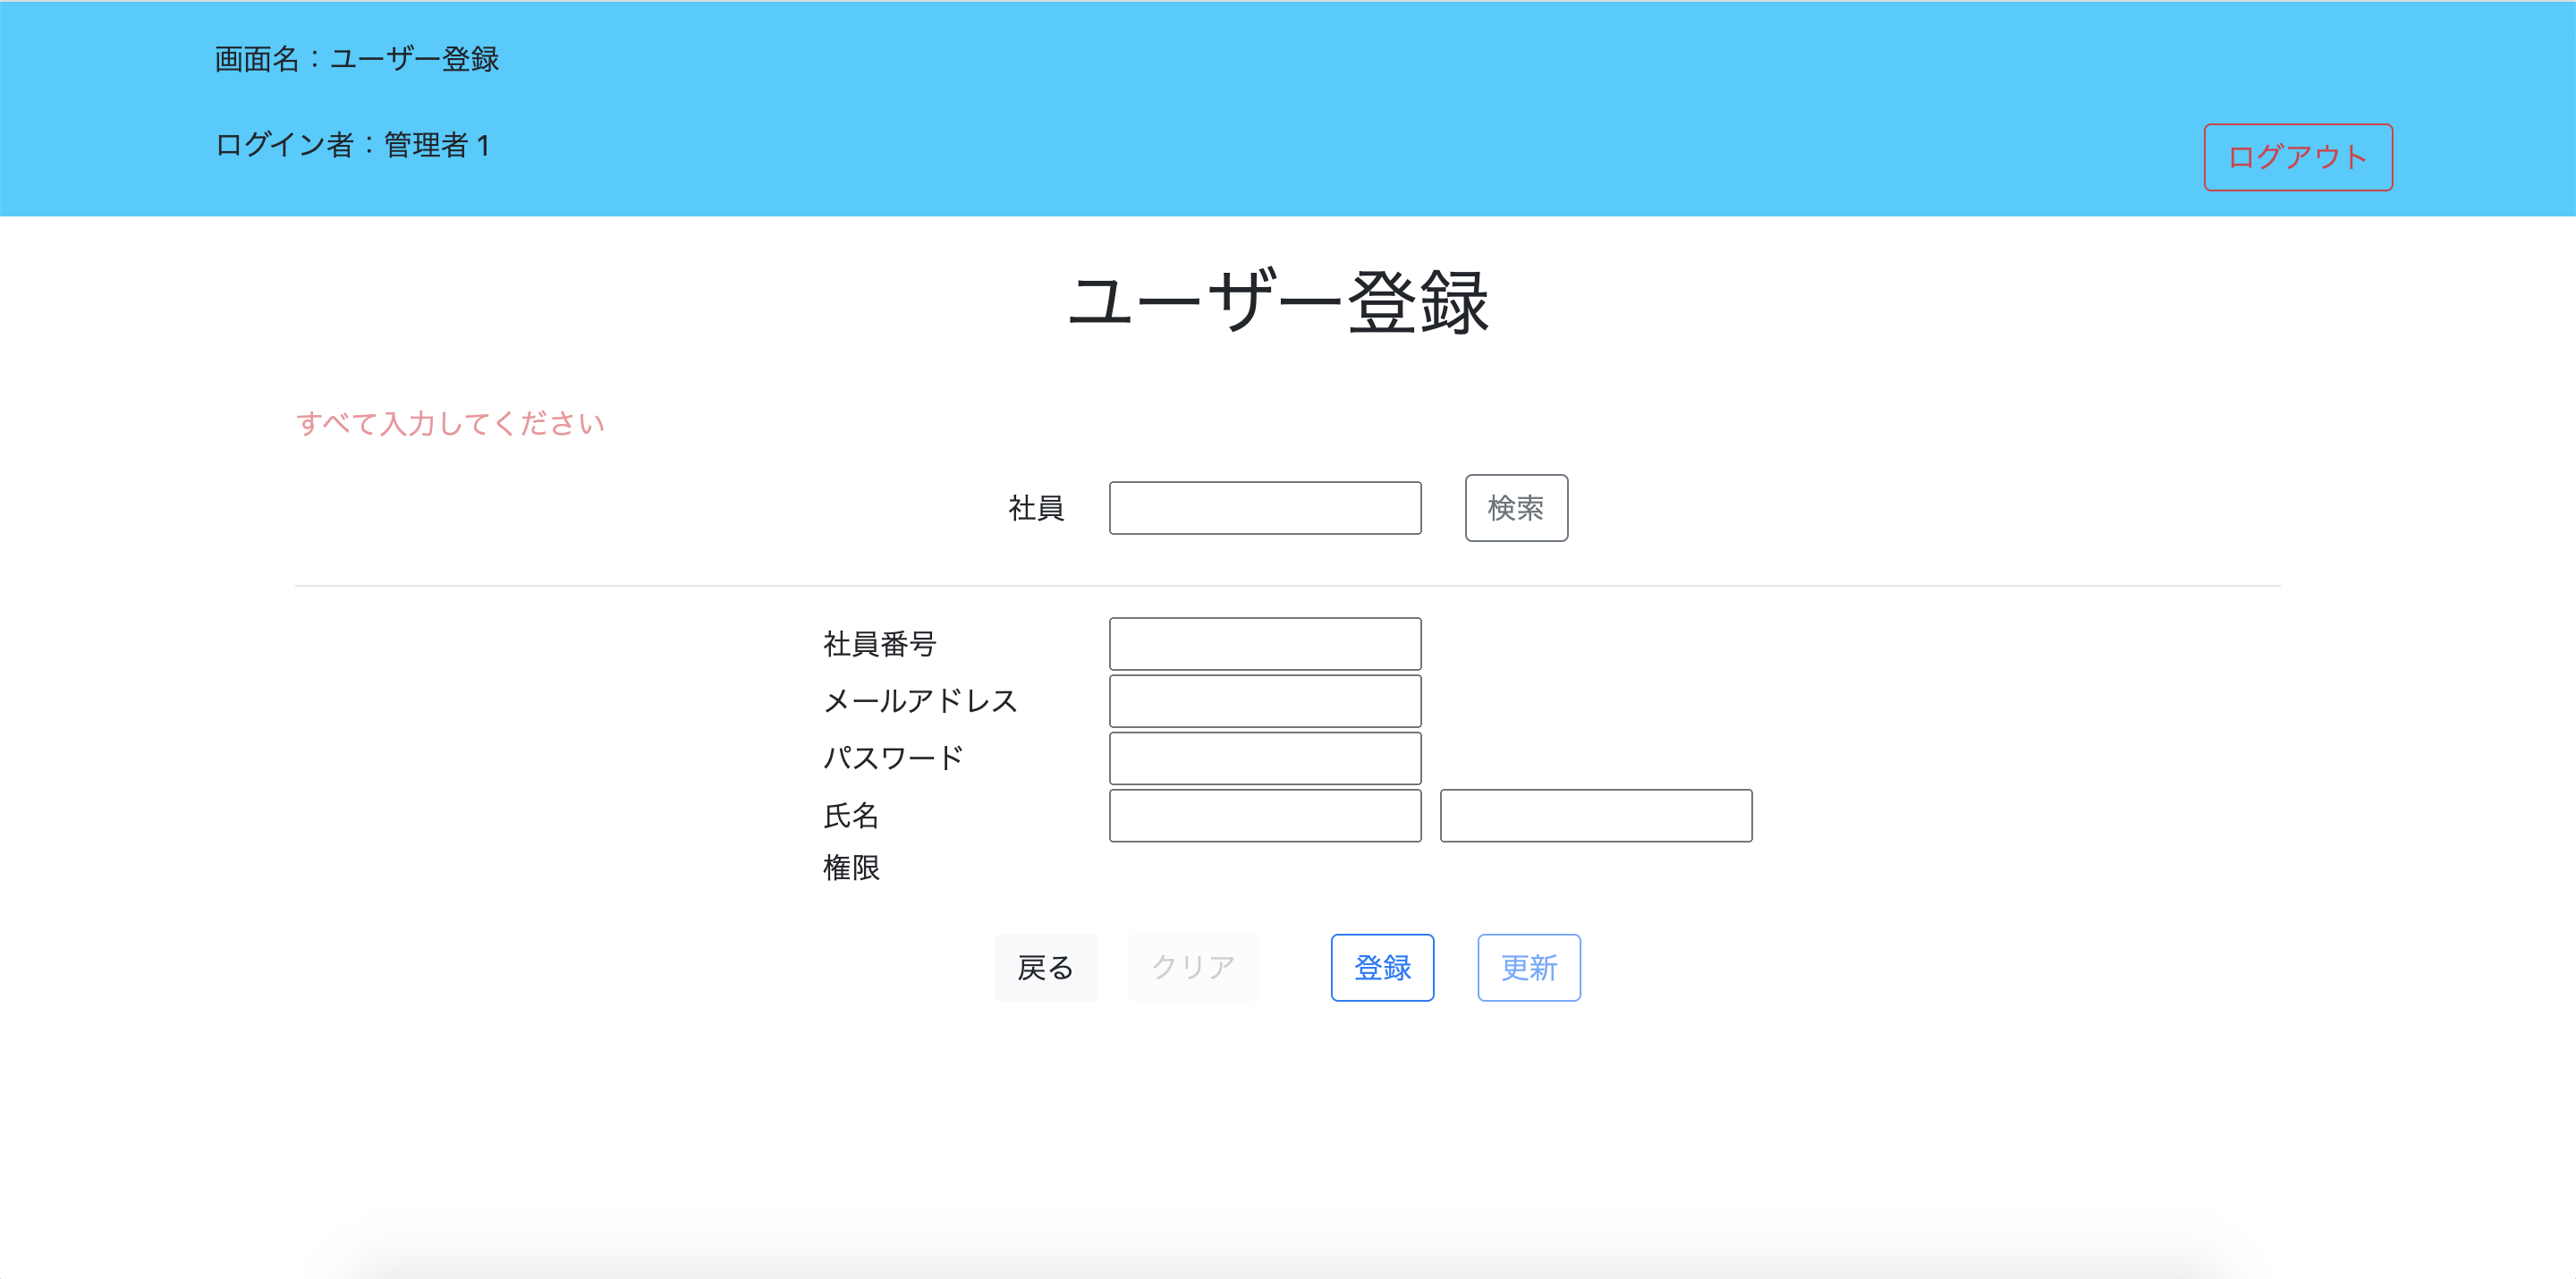 画面名：ユーザー登録
ログイン者：管理者 1
ログアウト
ユーザー登録
すべて入力してください
社員 検索
社員番号
メールアドレス
パスワード
氏名
権限
戻る クリア 登録 更新